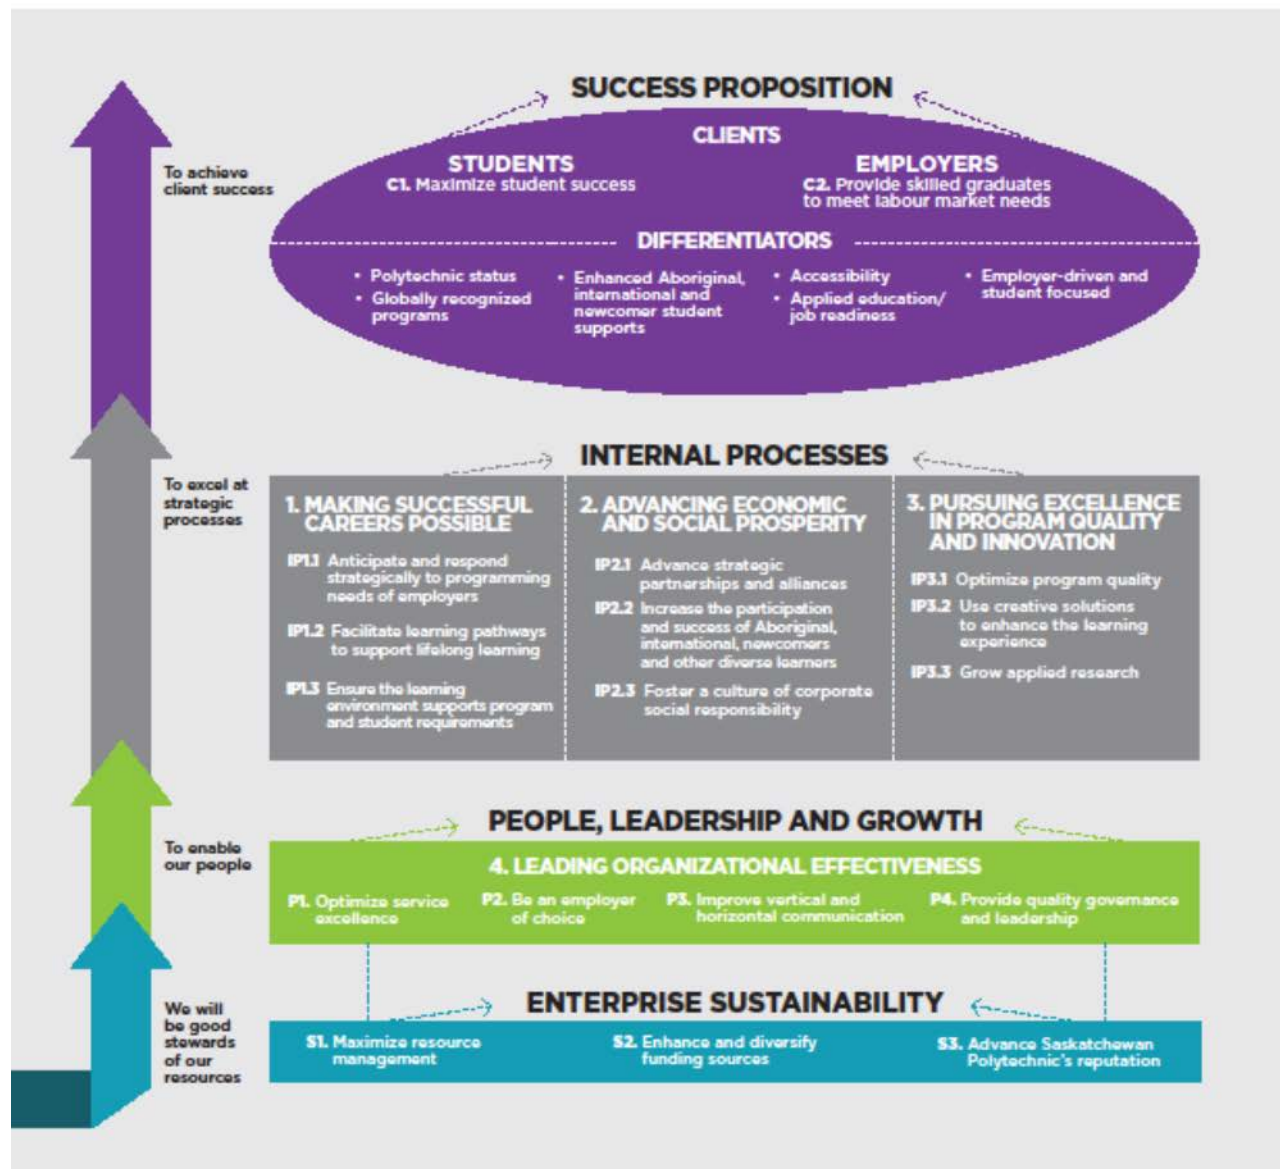 SUCCESS PROPOSITION
To achieve
client success
CLIENTS
STUDENTS
C1. Maximize student success
EMPLOYERS
C2. Provide skilled graduates
to meet labour market needs
DIFFERENTIATORS
• Polytechnic status
• Globally recognized
programs
• Enhanced Aboriginal,
international and
newcomer student
supports
• Accessibility
• Applied education/
job readiness
• Employer-driven and
student focused
INTERNAL PROCESSES
To excel at
strategic
processes
1. MAKING SUCCESSFUL
CAREERS POSSIBLE
IP1.1 Anticipate and respond
strategically to programming
needs of employers
IP1.2 Facilitate learning pathways
to support lifelong learning
IP1.3 Ensure the learning
environment supports program
and student requirements
2. ADVANCING ECONOMIC
AND SOCIAL PROSPERITY
IP2.1 Advance strategic
partnerships and alliances
IP2.2 Increase the participation
and success of Aboriginal,
international, newcomers
and other diverse learners
IP2.3 Foster a culture of corporate
social responsibility
3. PURSUING EXCELLENCE
IN PROGRAM QUALITY
AND INNOVATION
IP3.1 Optimize program quality
IP3.2 Use creative solutions
to enhance the learning
experience
IP3.3 Grow applied research
PEOPLE, LEADERSHIP AND GROWTH
To enable
our people
4. LEADING ORGANIZATIONAL EFFECTIVENESS
P1. Optimize service
excellence
P2. Be an employer
of choice
P3. Improve vertical and
horizontal communication
P4. Provide quality governance
and leadership
ENTERPRISE SUSTAINABILITY
We will
be good
stewards
of our
resources
S1. Maximize resource
management
S2. Enhance and diversify
funding sources
S3. Advance Saskatchewan
Polytechnic's reputation